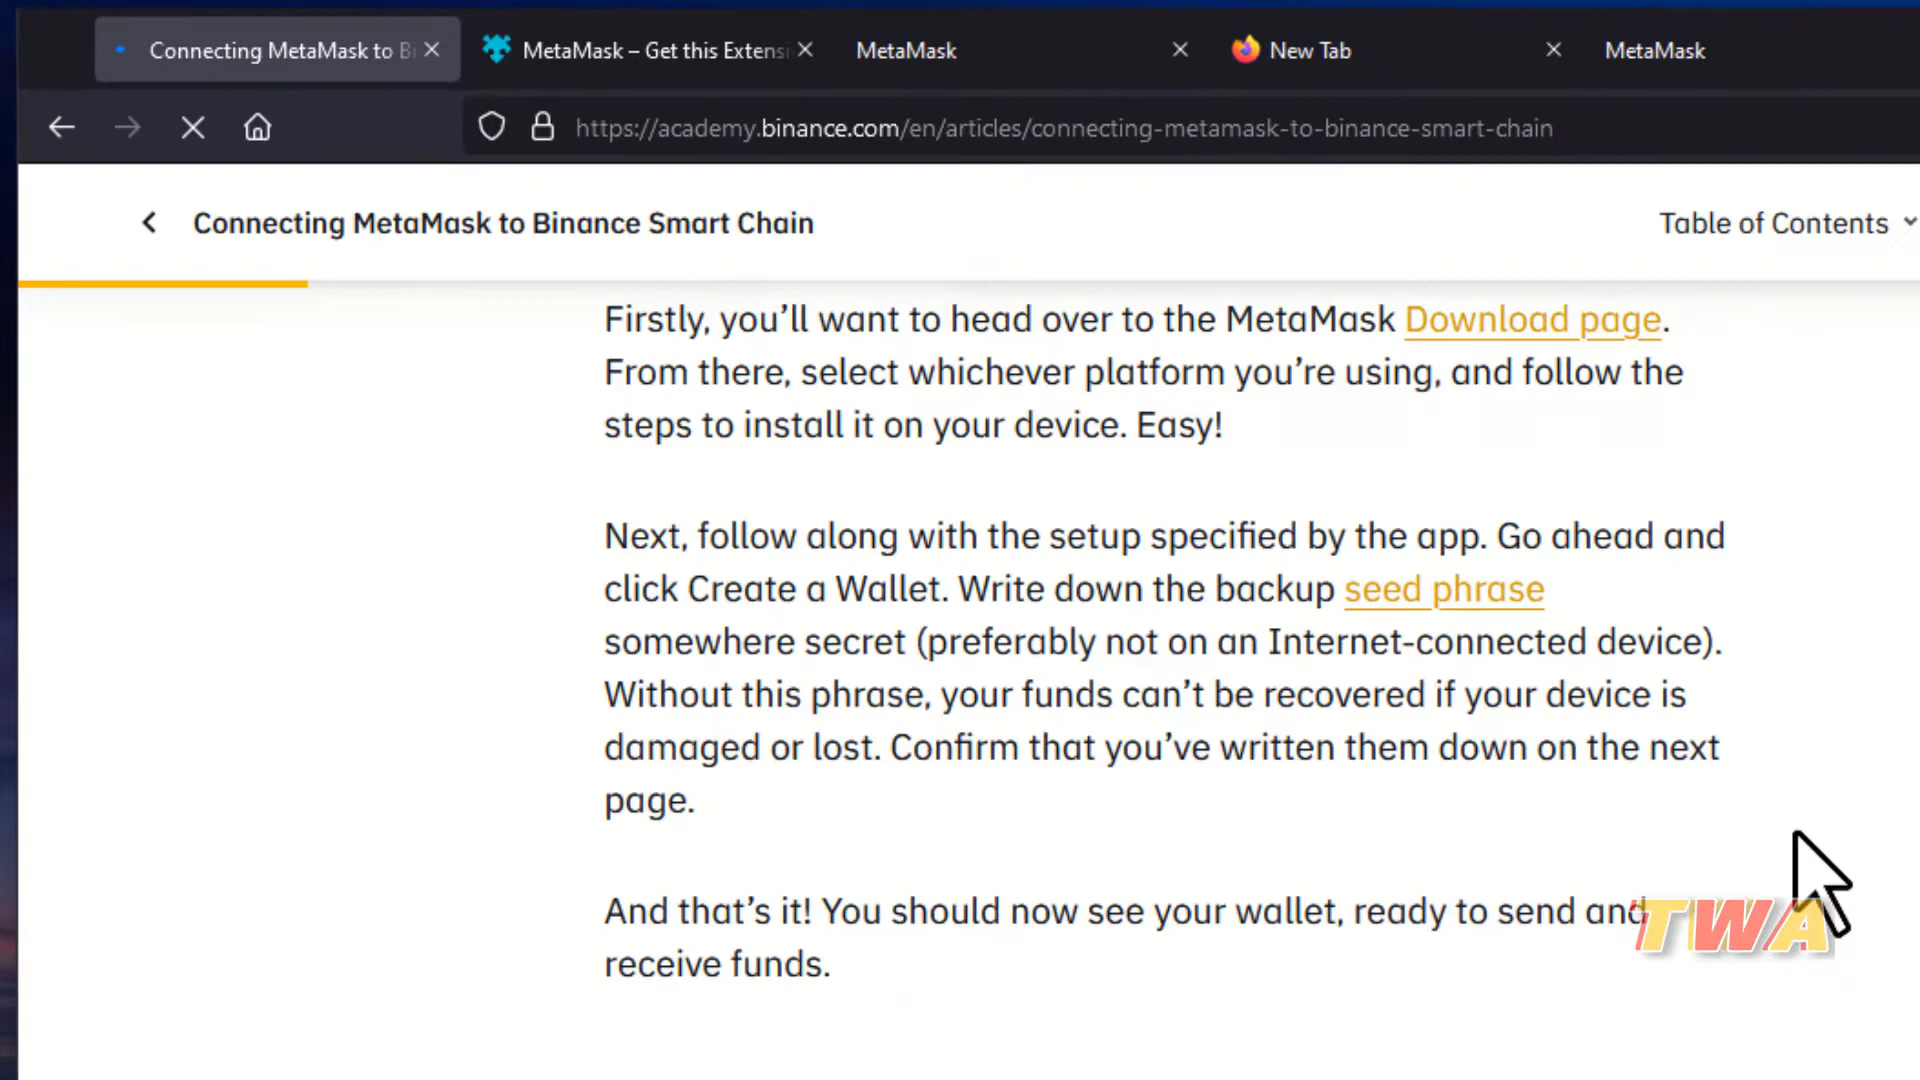 Connecting MetaMask to B
MetaMask – Get this Extens
MetaMask
New Tab
MetaMask
https://academy.binance.com/en/articles/connecting-metamask-to-binance-smart-chain
Connecting MetaMask to Binance Smart Chain
Table of Contents
Firstly, you’ll want to head over to the MetaMask Download page.
From there, select whichever platform you’re using, and follow the
steps to install it on your device. Easy!
Next, follow along with the setup specified by the app. Go ahead and
click Create a Wallet. Write down the backup seed phrase
somewhere secret (preferably not on an Internet-connected device).
Without this phrase, your funds can’t be recovered if your device is
damaged or lost. Confirm that you’ve written them down on the next
page.
And that’s it! You should now see your wallet, ready to send and
receive funds.
TWA